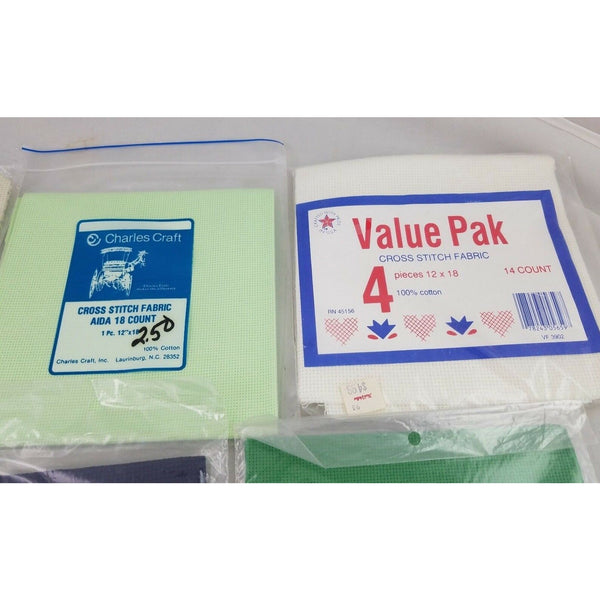 Charles Craft
CROSS STITCH FABRIC
AIDA 18 COUNT
1 Pc. 12"x18
2.50
100% Cotton
Charles Craft, Inc. Laurinburg, N.C. 28352
Value Pak
CROSS STITCH FABRIC
4 pieces 12 x 18
14 COUNT
100% cotton
RN 45156
VF 3902